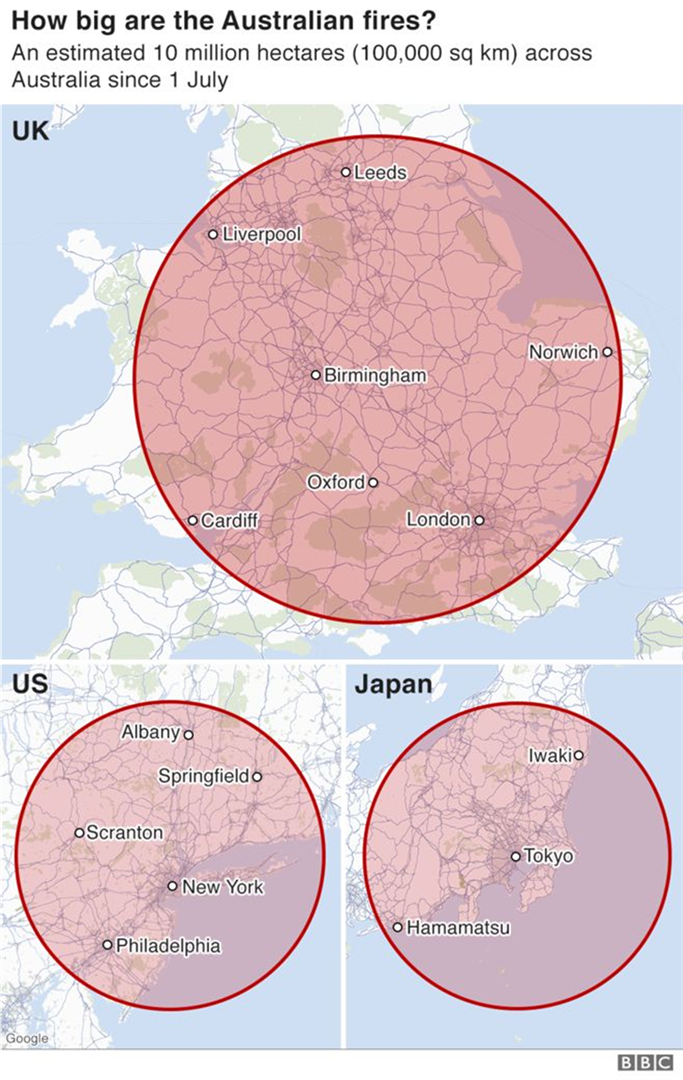 How big are the Australian fires?
An estimated 10 million hectares (100,000 sq km) across
Australia since 1 July
UK
Leeds
Liverpool
Norwich
Birmingham
Oxford
Cardiff
London
US
Albany
Springfield
Scranton
New York
Philadelphia
Google
Japan
Iwaki
Tokyo
Hamamatsu
BBC